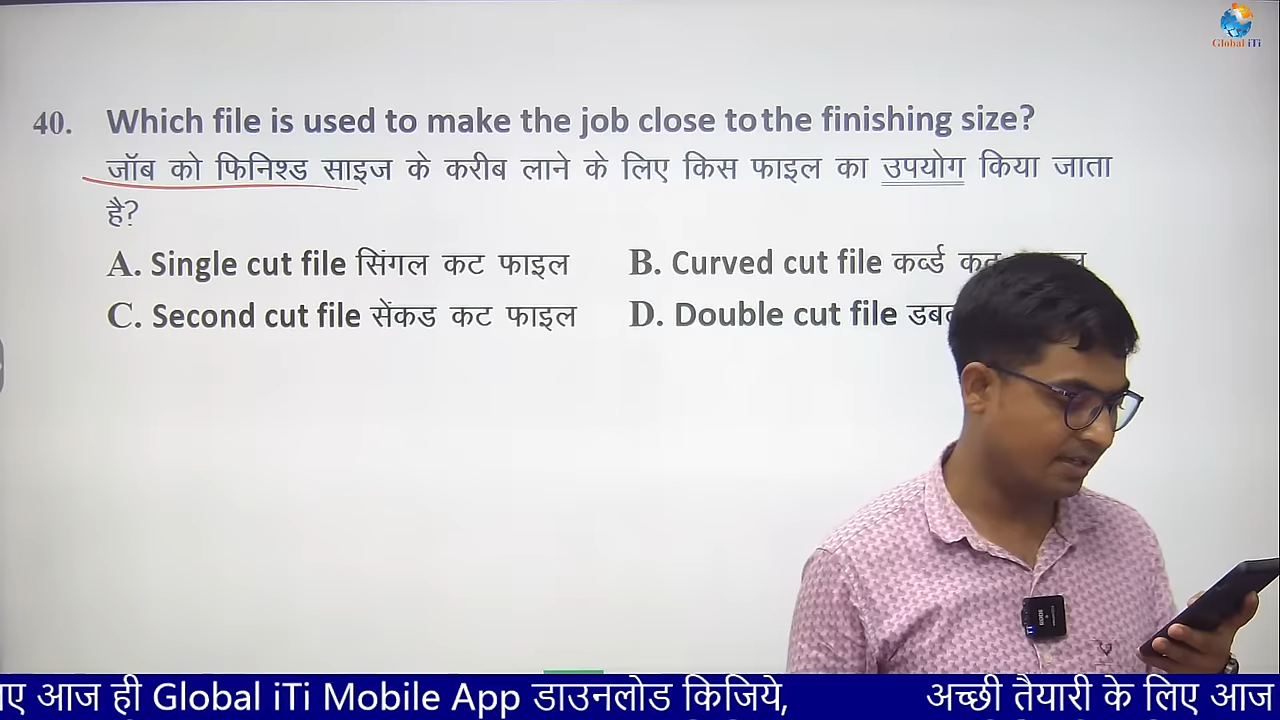 Global iTi
40. Which file is used to make the job close to the finishing size?
जॉब को फिनिश्ड साइज के करीब लाने के लिए किस फाइल का उपयोग किया जाता
है?
A. Single cut file सिंगल कट फाइल B. Curved cut file कर्व्ड
C. Second cut file सेंकड कट फाइल D. Double cut file
ए आज ही Global iTi Mobile App डाउनलोड किजिये, अच्छी तैयारी के लिए आज